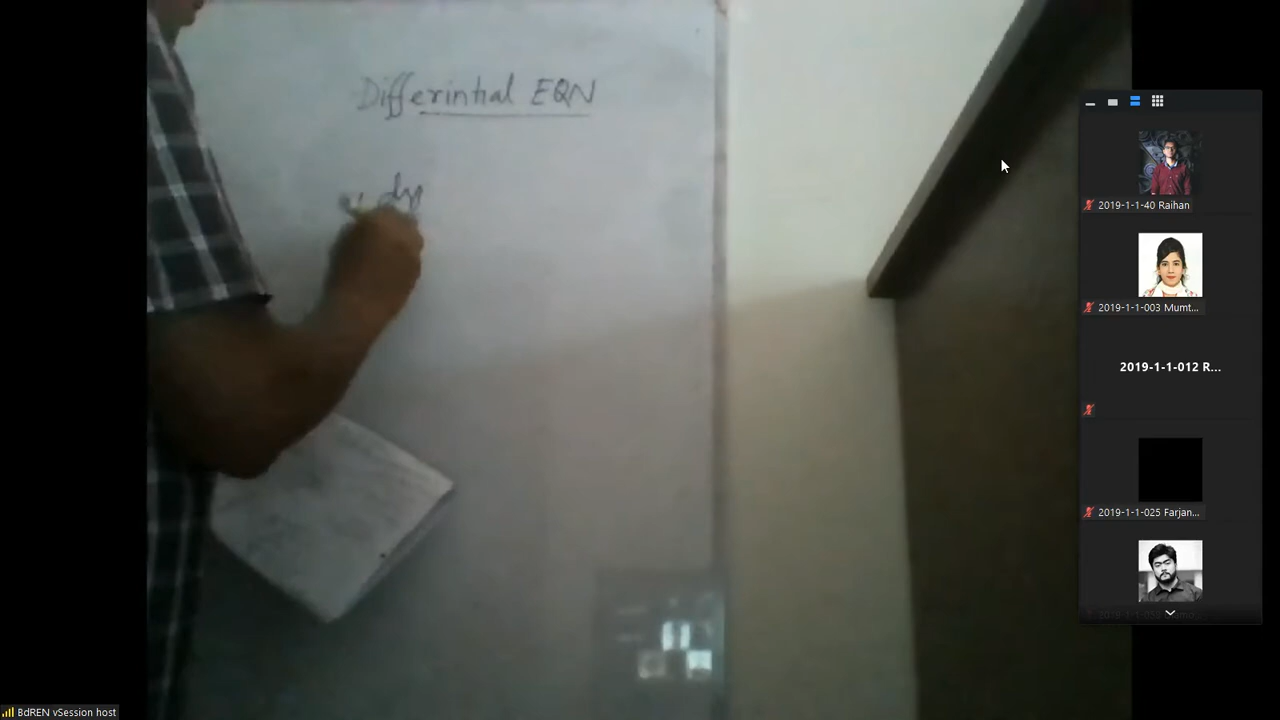 Differintial EQN
dy
2019-1-1-40 Raihan
2019-1-1-003 Mumt...
2019-1-1-012 R...
2019-1-1-025 Farjan...
BdREN vSession host